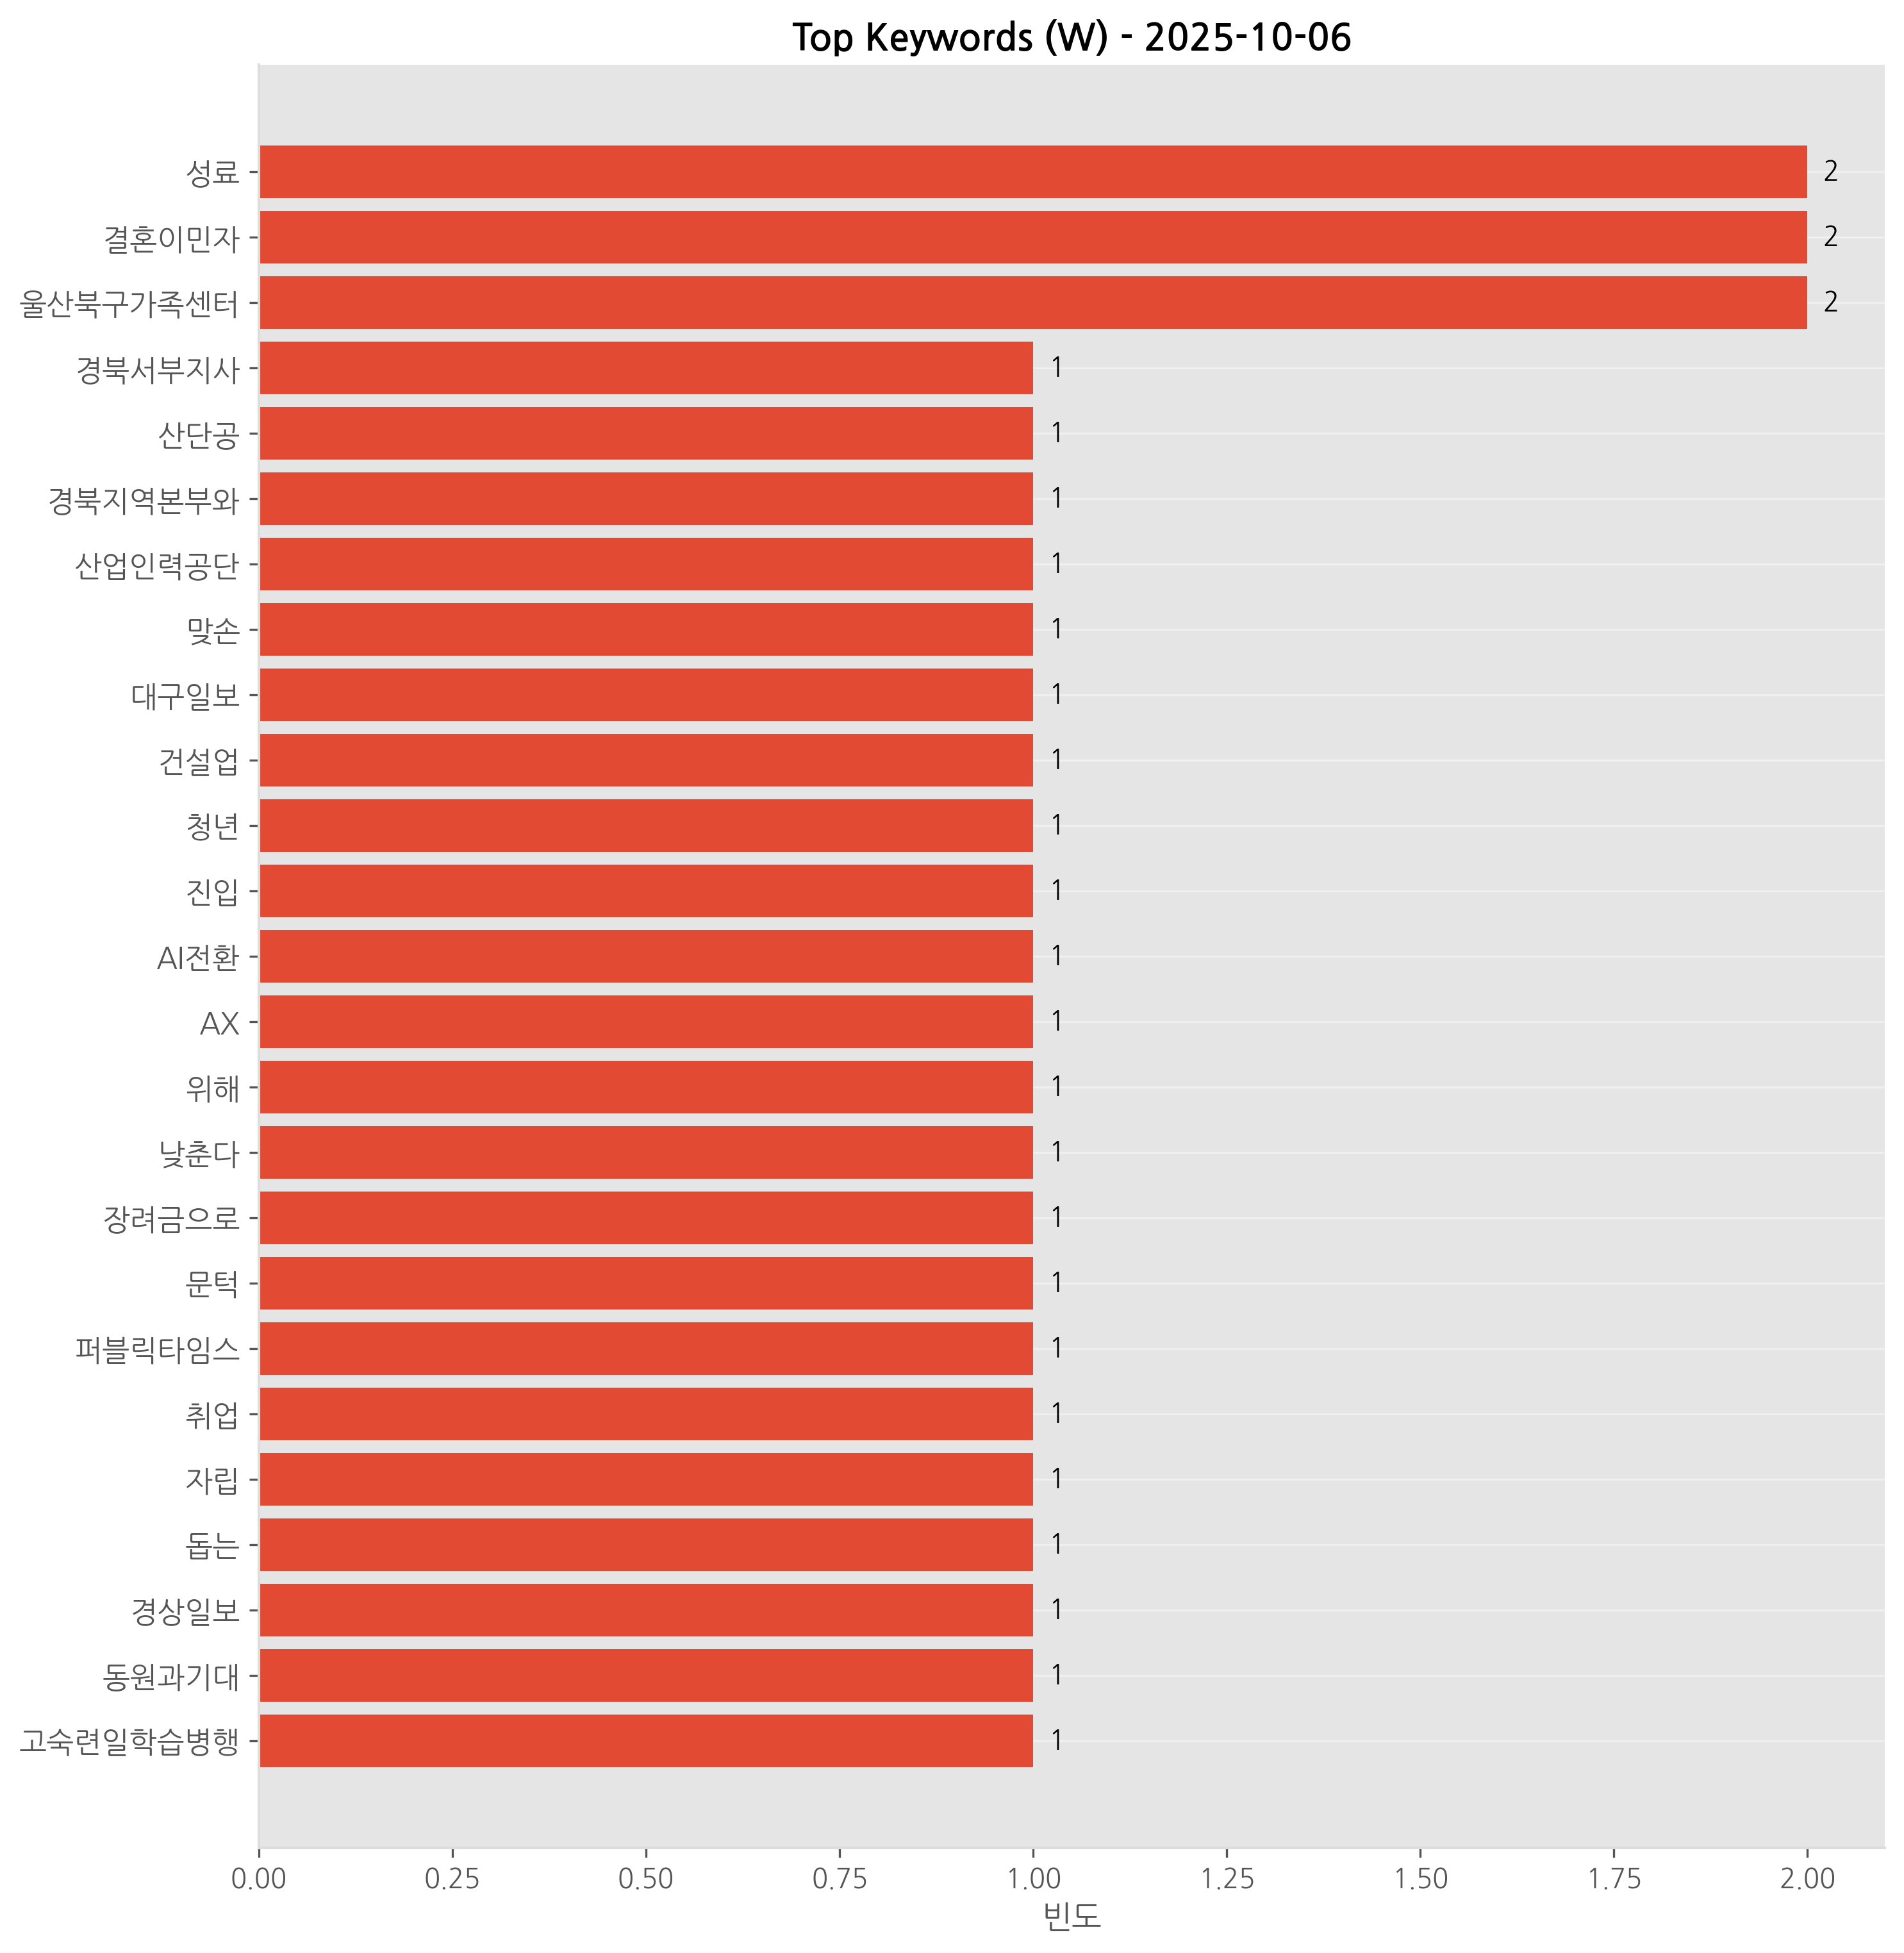 Top Keywords (W) - 2025-10-06
성료 2
결혼이민자 2
울산북구가족센터 2
경북서부지사 1
산단공 1
경북지역본부와 1
산업인력공단 1
맞손 1
대구일보 1
건설업 1
청년 1
진입 1
AI전환 1
AX 1
위해 1
낮춘다 1
장려금으로 1
문턱 1
퍼블릭타임스 1
취업 1
자립 1
돕는 1
경상일보 1
동원과기대 1
고숙련일학습병행 1
0.00 0.25 0.50 0.75 1.00 1.25 1.50 1.75 2.00
빈도